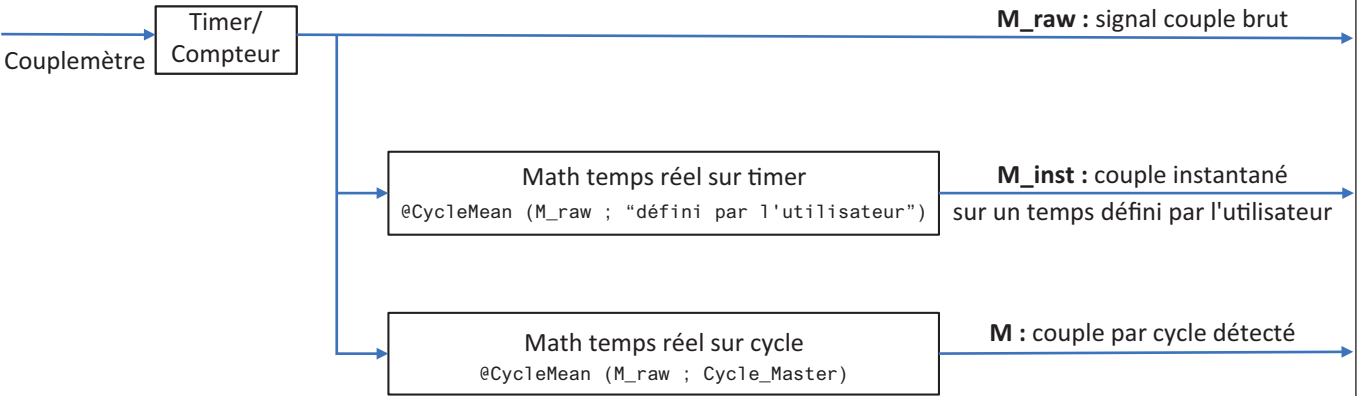 Couplemètre
Timer/
Compteur
M_raw : signal couple brut
Math temps réel sur timer
@CycleMean (M_raw ; “défini par l'utilisateur”)
M_inst : couple instantané
sur un temps défini par l'utilisateur
Math temps réel sur cycle
@CycleMean (M_raw ; Cycle_Master)
M : couple par cycle détecté